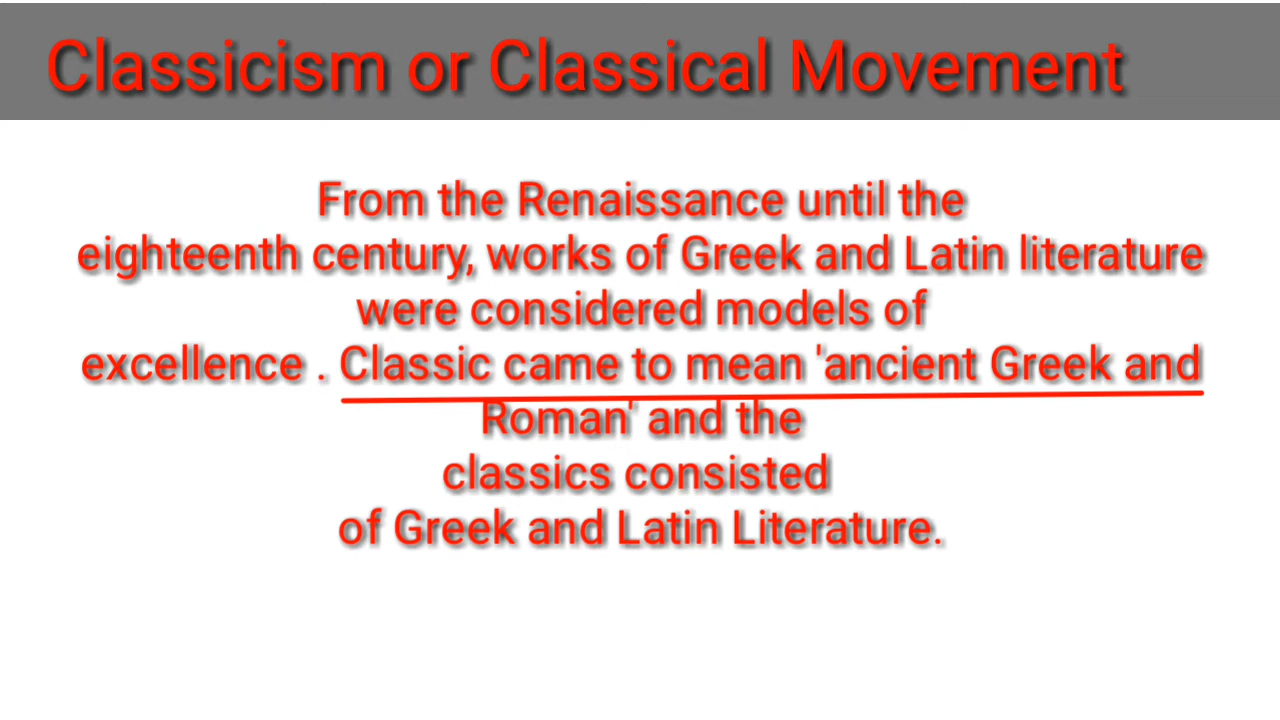 Classicism or Classical Movement
From the Renaissance until the
eighteenth century, works of Greek and Latin literature
were considered models of
excellence . Classic came to mean 'ancient Greek and
Roman' and the
classics consisted
of Greek and Latin Literature.